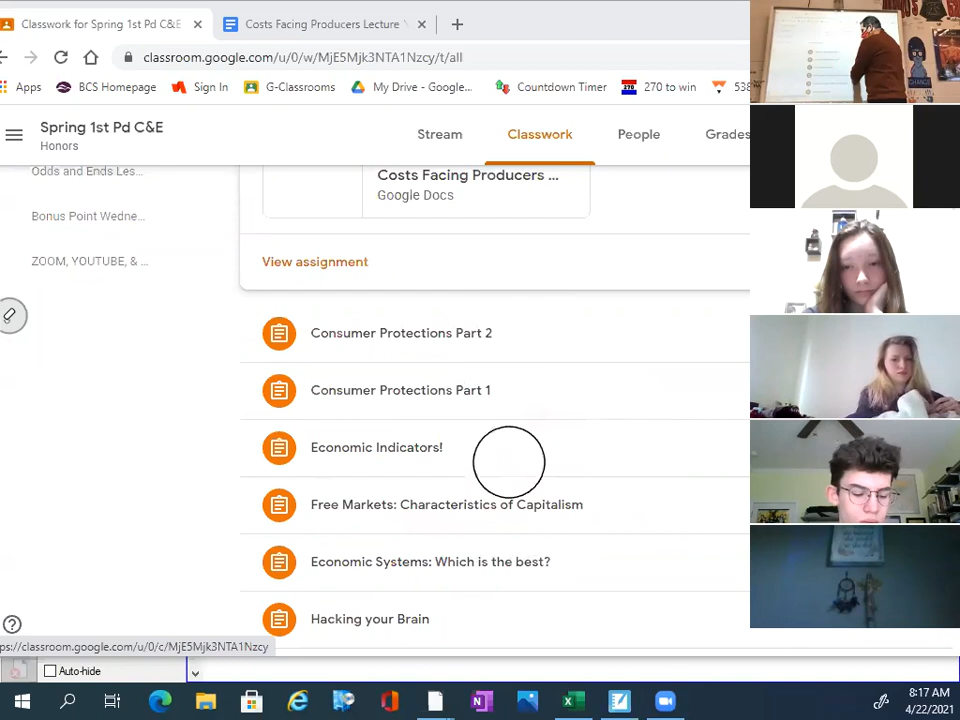 Classwork for Spring 1st Pd C&E
Costs Facing Producers Lecture
classroom.google.com/u/0/w/MjE5Mjk3NTA1Nzcy/t/all
Apps BCS Homepage Sign In G-Classrooms My Drive - Google... Countdown Timer 270 to win 538
Spring 1st Pd C&E
Honors
Stream Classwork People Grades
Odds and Ends Les...
Bonus Point Wedne...
ZOOM, YOUTUBE, & ...
Costs Facing Producers ...
Google Docs
View assignment
Consumer Protections Part 2
Consumer Protections Part 1
Economic Indicators!
Free Markets: Characteristics of Capitalism
Economic Systems: Which is the best?
Hacking your Brain
ps://classroom.google.com/u/0/c/MjE5Mjk3NTA1Nzcy
Auto-hide
8:17 AM
4/22/2021
CHANGE